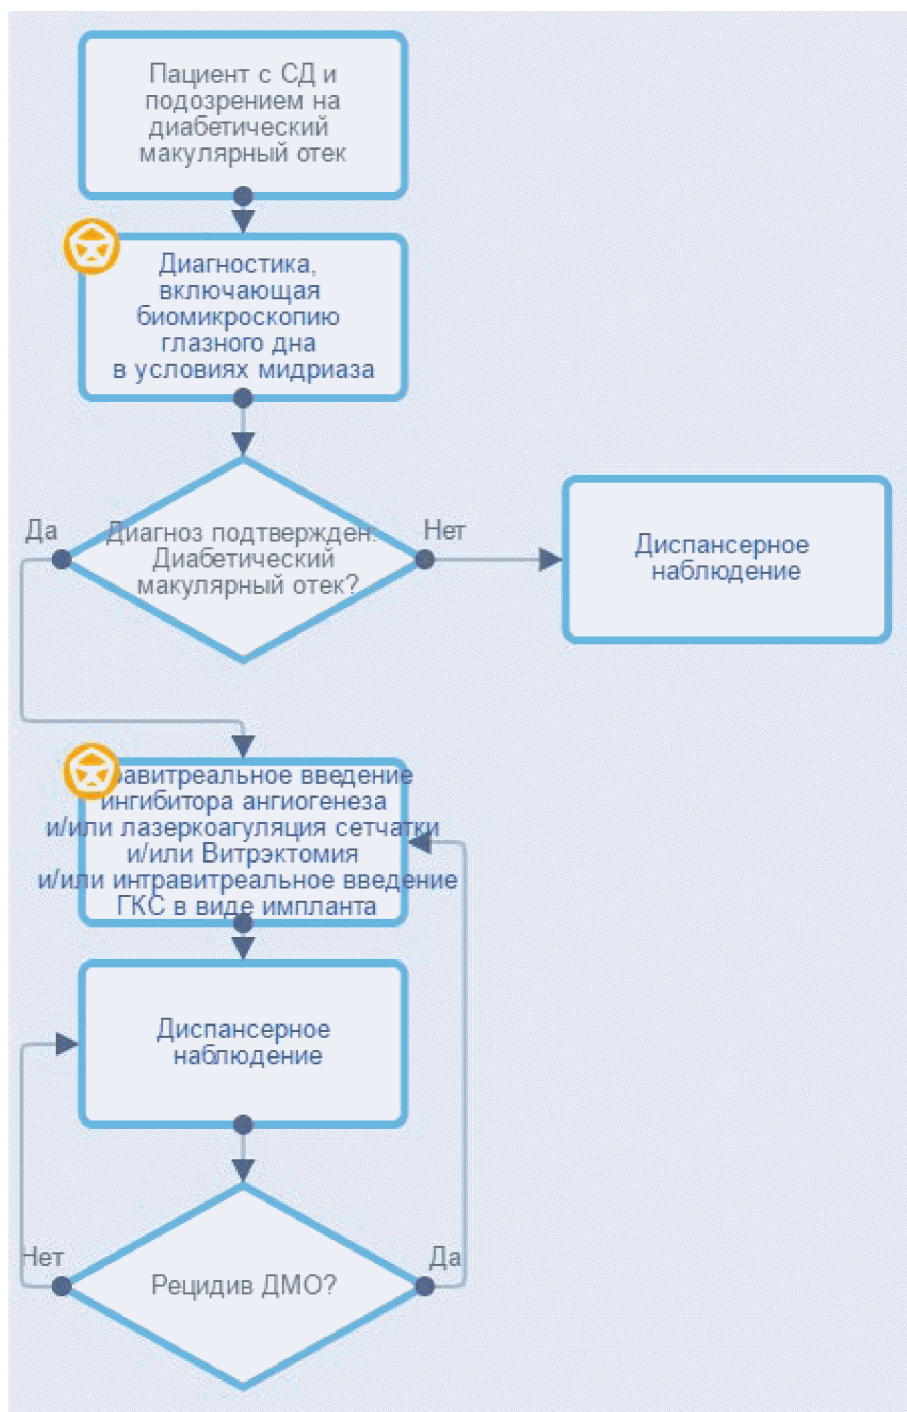 Пациент с СД и
подозрением на
диабетический
макулярный отек
Диагностика,
включающая
биомикроскопию
глазного дна
в условиях мидриаза
Да
Диагноз подтвержден:
Диабетический
макулярный отек?
Нет
Диспансерное
наблюдение
равитреальное введение
ингибитора ангиогенеза
и/или лазеркоагуляция сетчатки
и/или Витрэктомия
и/или интравитреальное введение
ГКС в виде импланта
Диспансерное
наблюдение
Нет
Рецидив ДМО?
Да